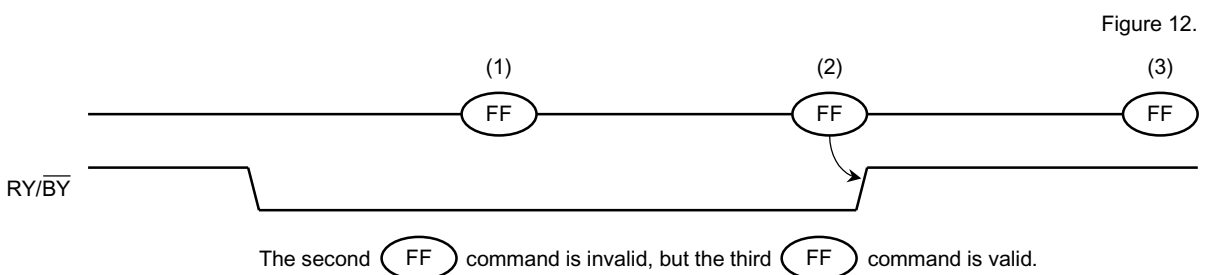 Figure 12.
(1) (2) (3)
FF FF FF
RY/B̅Y̅
The second FF command is invalid, but the third FF command is valid.